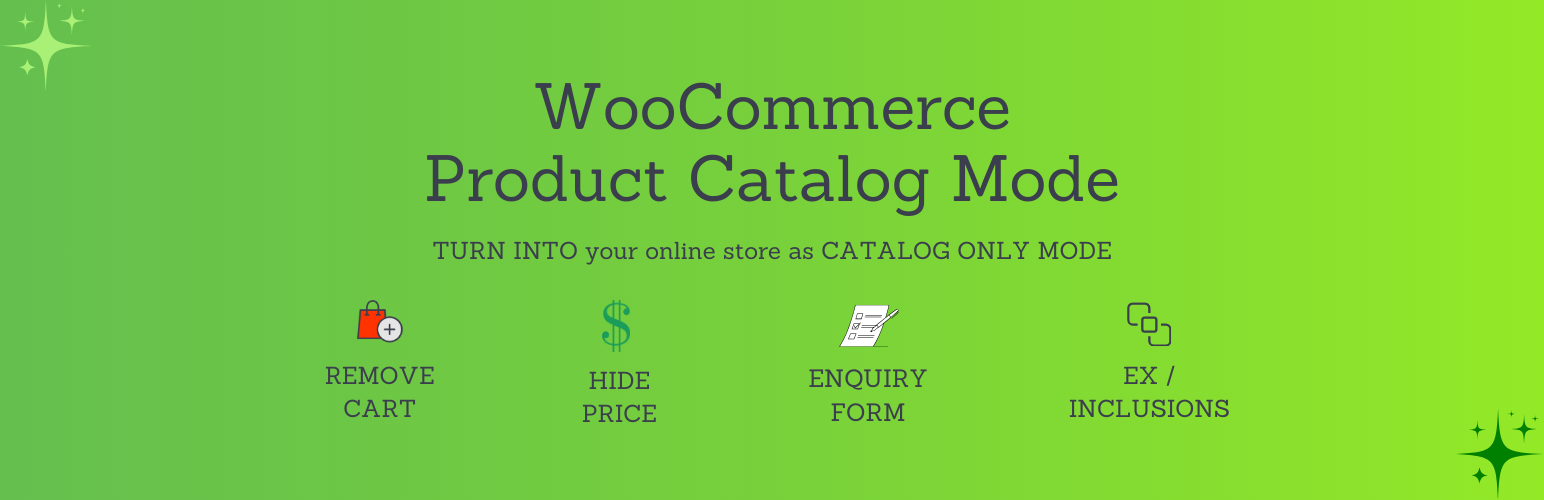 WooCommerce
Product Catalog Mode
TURN INTO your online store as CATALOG ONLY MODE
REMOVE
CART
HIDE
PRICE
ENQUIRY
FORM
EX /
INCLUSIONS